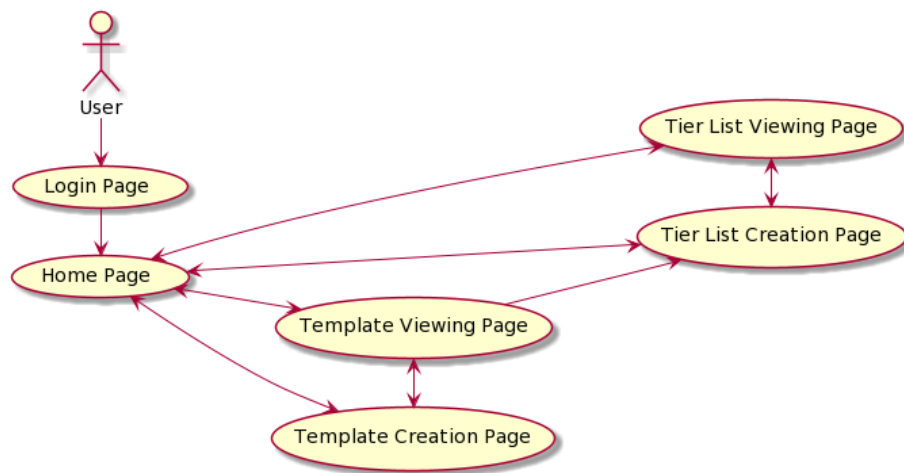 User
Login Page
Home Page
Tier List Viewing Page
Tier List Creation Page
Template Viewing Page
Template Creation Page